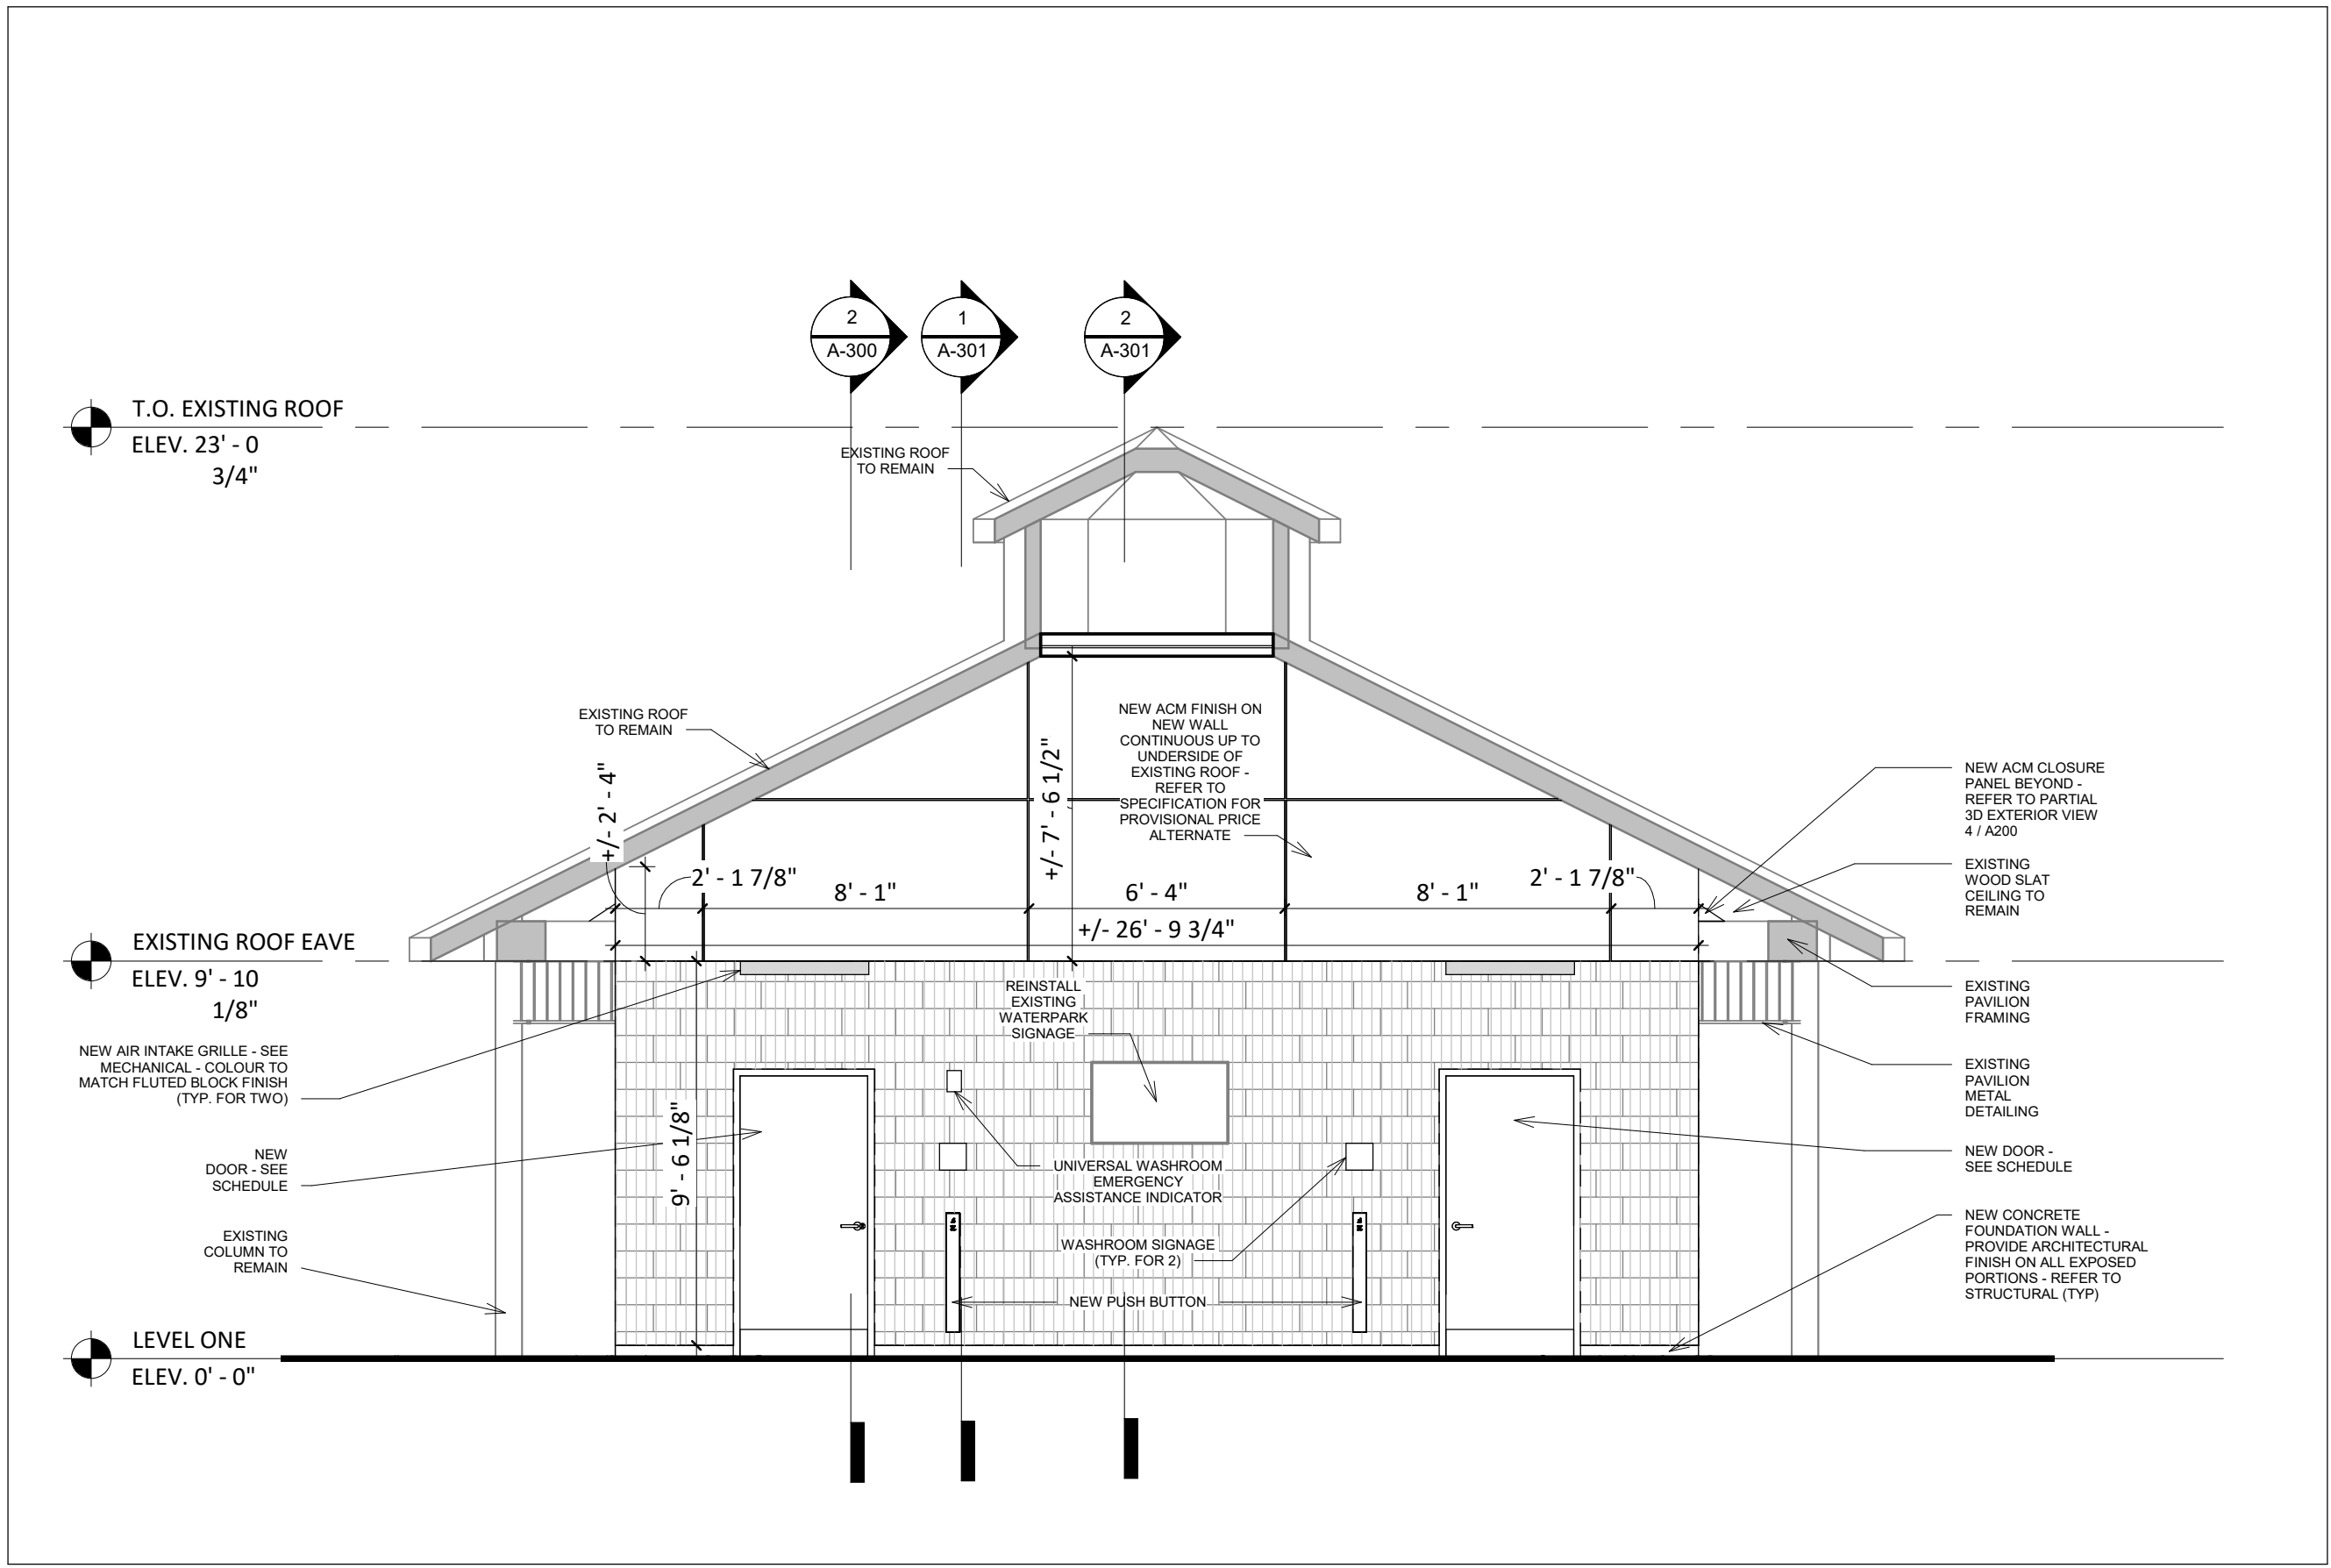 2
A-300
1
A-301
2
A-301
T.O. EXISTING ROOF
ELEV. 23' - 0
3/4"
EXISTING ROOF
TO REMAIN
EXISTING ROOF
TO REMAIN
NEW ACM FINISH ON
NEW WALL
CONTINUOUS UP TO
UNDERSIDE OF
EXISTING ROOF -
REFER TO
SPECIFICATION FOR
PROVISIONAL PRICE
ALTERNATE
+/- 2' - 4"
+/- 7' - 6 1/2"
2' - 1 7/8"
8' - 1"
6' - 4"
8' - 1"
2' - 1 7/8"
+/- 26' - 9 3/4"
NEW ACM CLOSURE
PANEL BEYOND -
REFER TO PARTIAL
3D EXTERIOR VIEW
4 / A200
EXISTING
WOOD SLAT
CEILING TO
REMAIN
EXISTING ROOF EAVE
ELEV. 9' - 10
1/8"
REINSTALL
EXISTING
WATERPARK
SIGNAGE
EXISTING
PAVILION
FRAMING
NEW AIR INTAKE GRILLE - SEE
MECHANICAL - COLOUR TO
MATCH FLUTED BLOCK FINISH
(TYP. FOR TWO)
EXISTING
PAVILION
METAL
DETAILING
9' - 6 1/8"
NEW
DOOR - SEE
SCHEDULE
UNIVERSAL WASHROOM
EMERGENCY
ASSISTANCE INDICATOR
NEW DOOR -
SEE SCHEDULE
EXISTING
COLUMN TO
REMAIN
WASHROOM SIGNAGE
(TYP. FOR 2)
NEW PUSH BUTTON
NEW CONCRETE
FOUNDATION WALL -
PROVIDE ARCHITECTURAL
FINISH ON ALL EXPOSED
PORTIONS - REFER TO
STRUCTURAL (TYP)
LEVEL ONE
ELEV. 0' - 0"